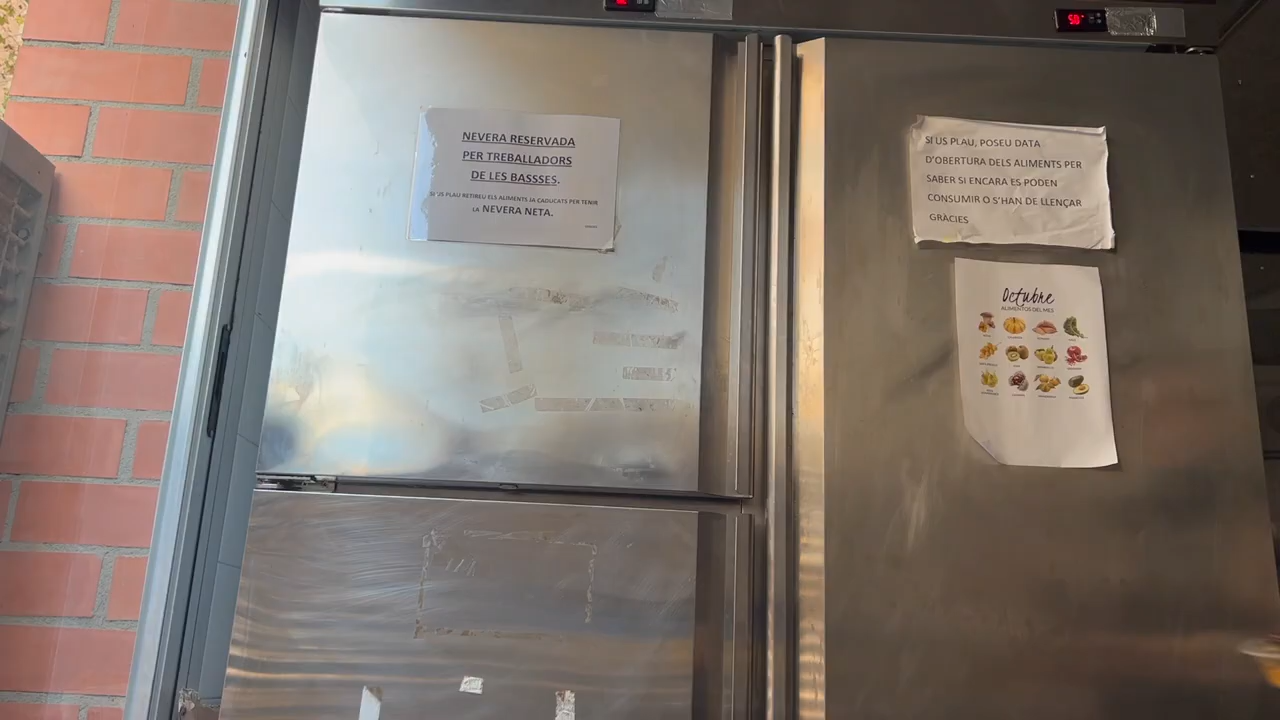 NEVERA RESERVADA
PER TREBALLADORS
DE LES BASSSES.
SI US PLAU RETIREU ELS ALIMENTS JA CADUCATS PER TENIR
LA NEVERA NETA.
SI US PLAU, POSEU DATA
D'OBERTURA DELS ALIMENTS PER
SABER SI ENCARA ES PODEN
CONSUMIR O S'HAN DE LLENÇAR
GRÀCIES
Octubre
ALIMENTOS DEL MES